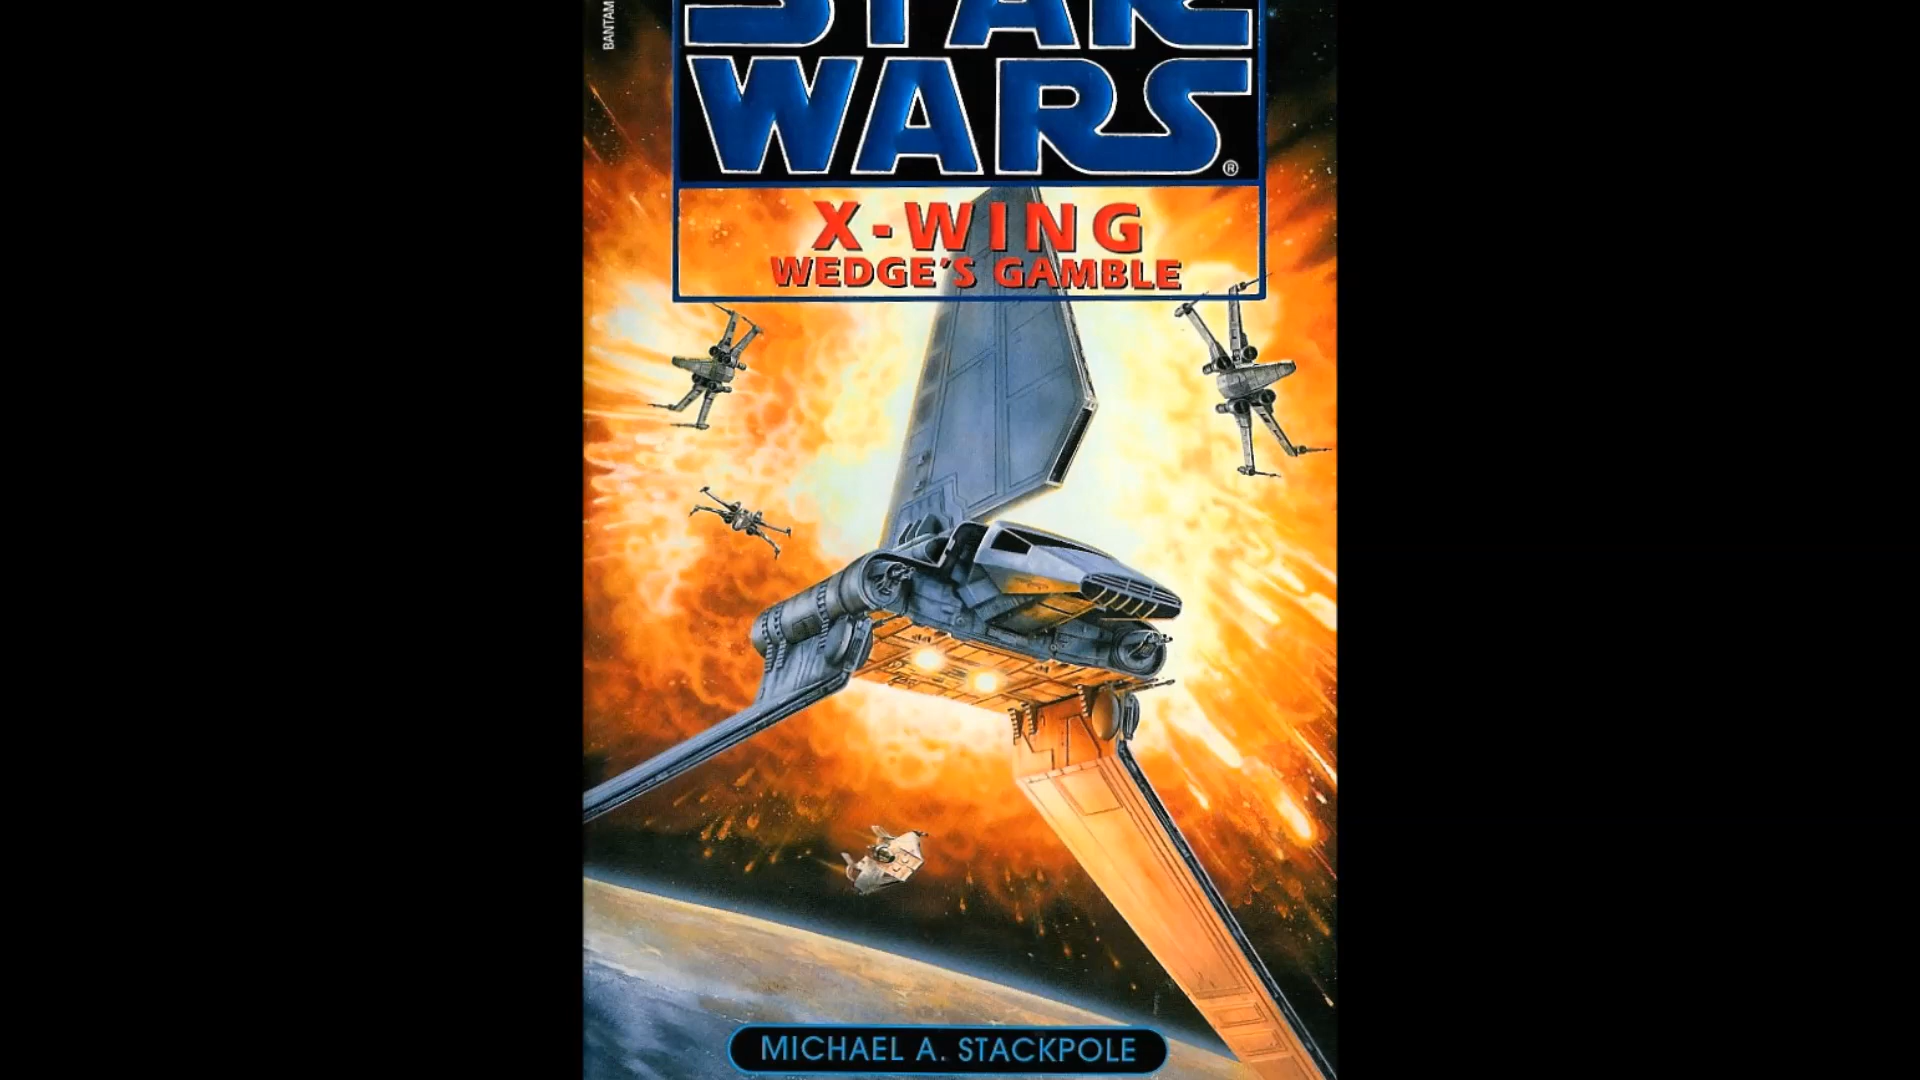 BANTAM
STAR
WARS®
X-WING
WEDGE'S GAMBLE
MICHAEL A. STACKPOLE